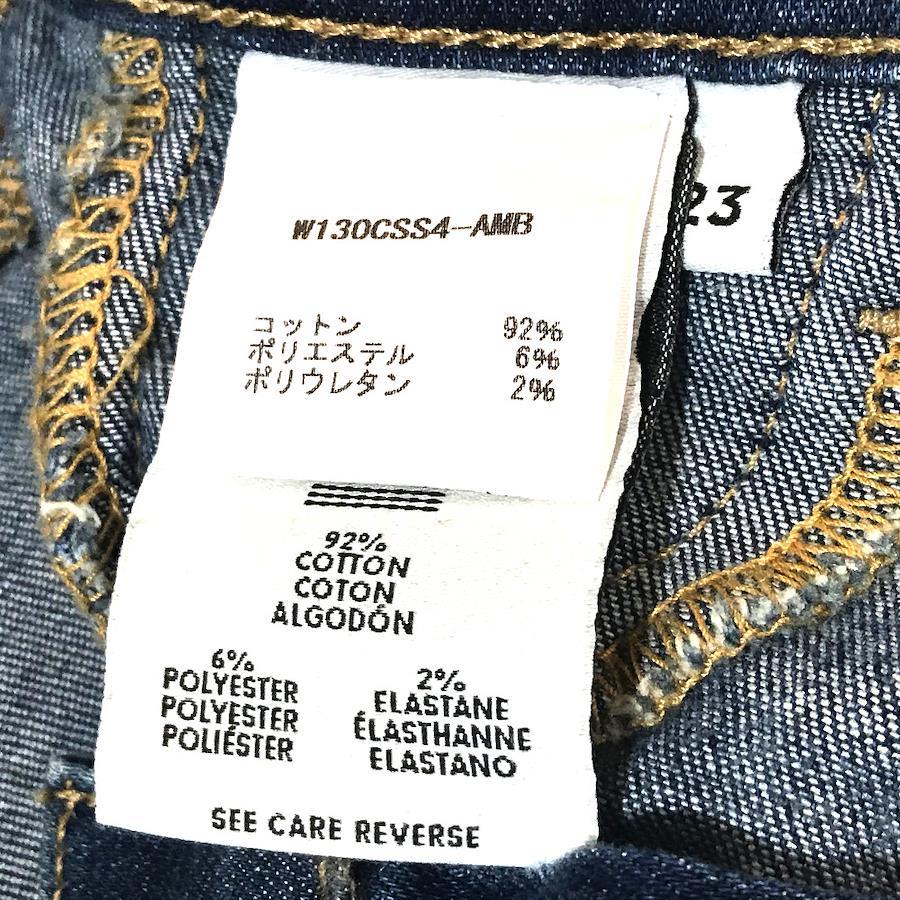 W130CSS4-AMB
23
コットン 92%
ポリエステル 6%
ポリウレタン 2%
92%
COTTON
COTON
ALGODÓN
6%
POLYESTER
POLYESTER
POLIÉSTER
2%
ELASTANE
ÉLASTHANNE
ELASTANO
SEE CARE REVERSE